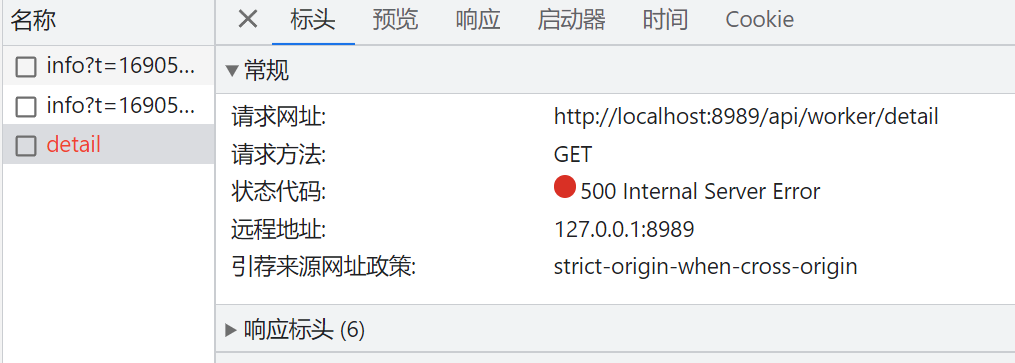 名称
info?t=16905...
info?t=16905...
detail
标头 预览 响应 启动器 时间 Cookie
常规
请求网址: http://localhost:8989/api/worker/detail
请求方法: GET
状态代码: 500 Internal Server Error
远程地址: 127.0.0.1:8989
引荐来源网址政策: strict-origin-when-cross-origin
响应标头 (6)